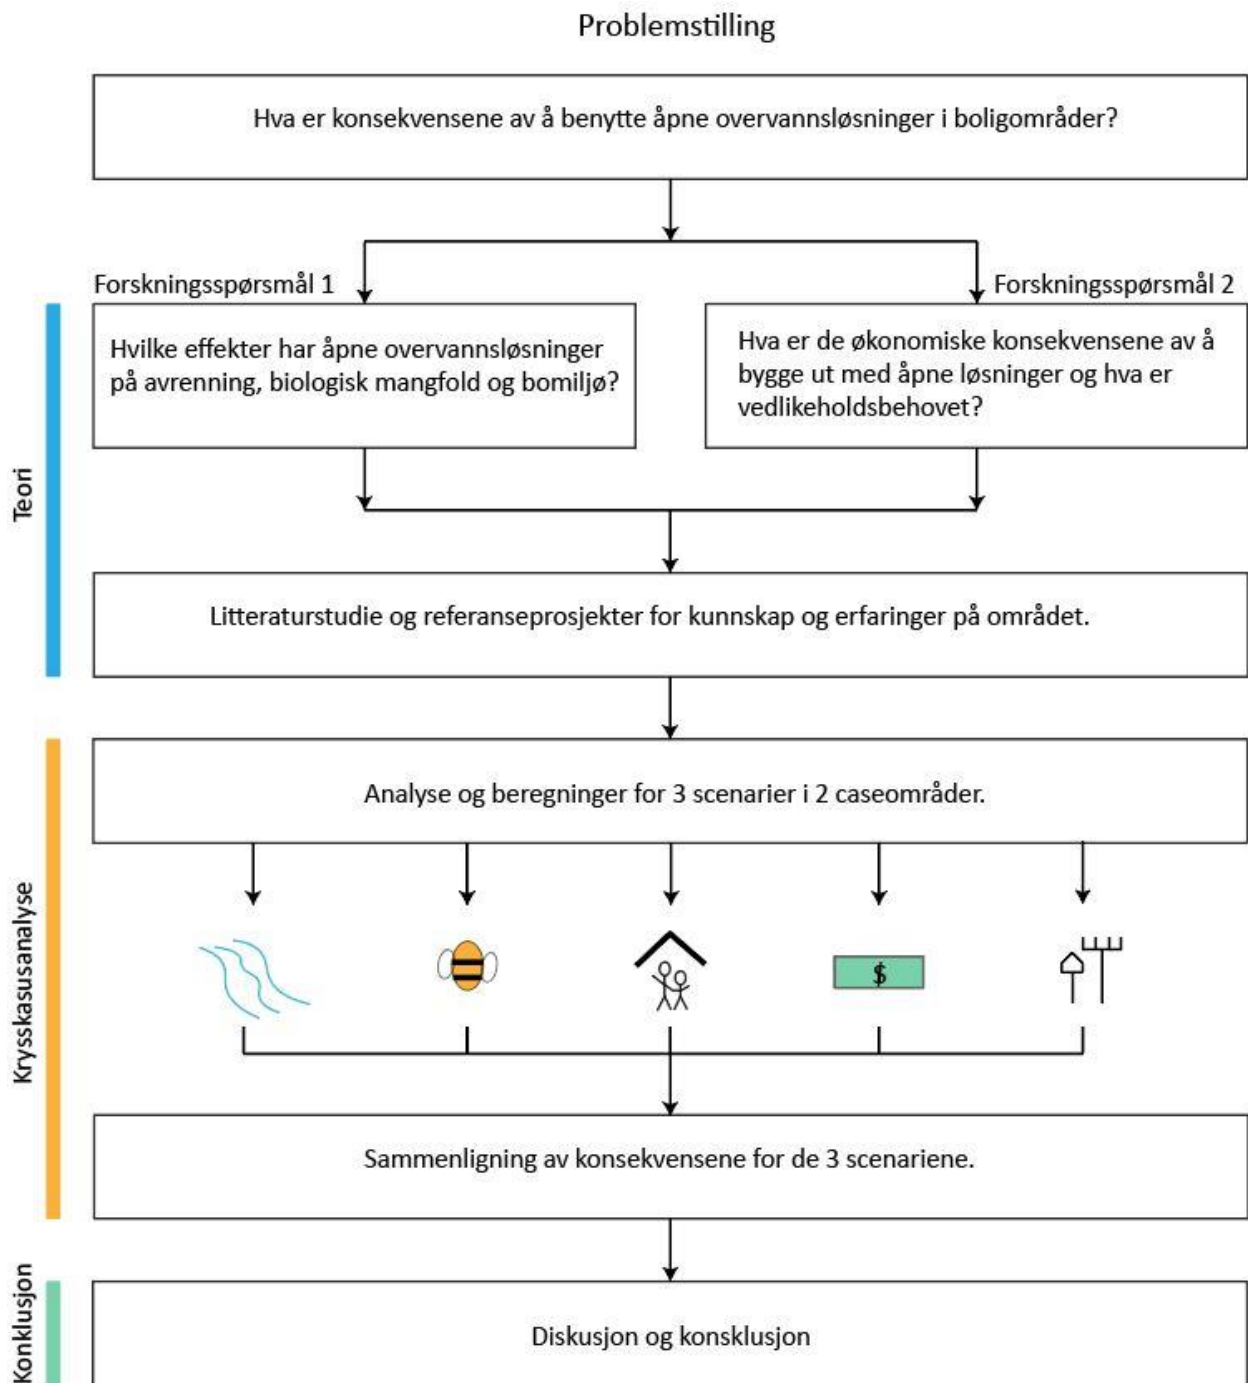 Problemstilling
Hva er konsekvensene av å benytte åpne overvannsløsninger i boligområder?
Forskningsspørsmål 1
Forskningsspørsmål 2
Hvilke effekter har åpne overvannsløsninger
på avrenning, biologisk mangfold og bomiljø?
Hva er de økonomiske konsekvensene av å
bygge ut med åpne løsninger og hva er
vedlikeholdsbehovet?
Teori
Litteraturstudie og referanseprosjekter for kunnskap og erfaringer på området.
Analyse og beregninger for 3 scenarier i 2 caseområder.
Krysskasusanalyse
$
Sammenligning av konsekvensene for de 3 scenariene.
Konklusjon
Diskusjon og konsklusjon